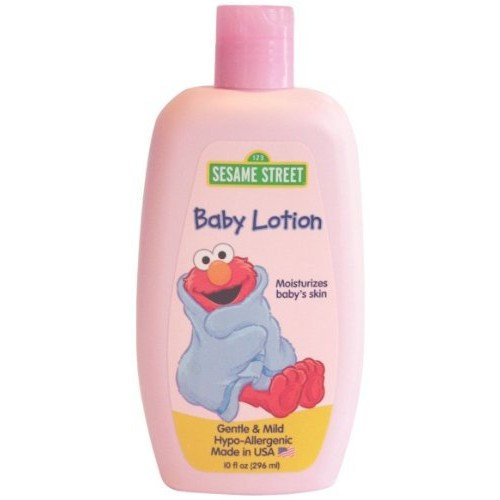 123
SESAME STREET
Baby Lotion
Moisturizes
baby's skin
Gentle & Mild
Hypo-Allergenic
Made in USA
10 fl oz (296 ml)